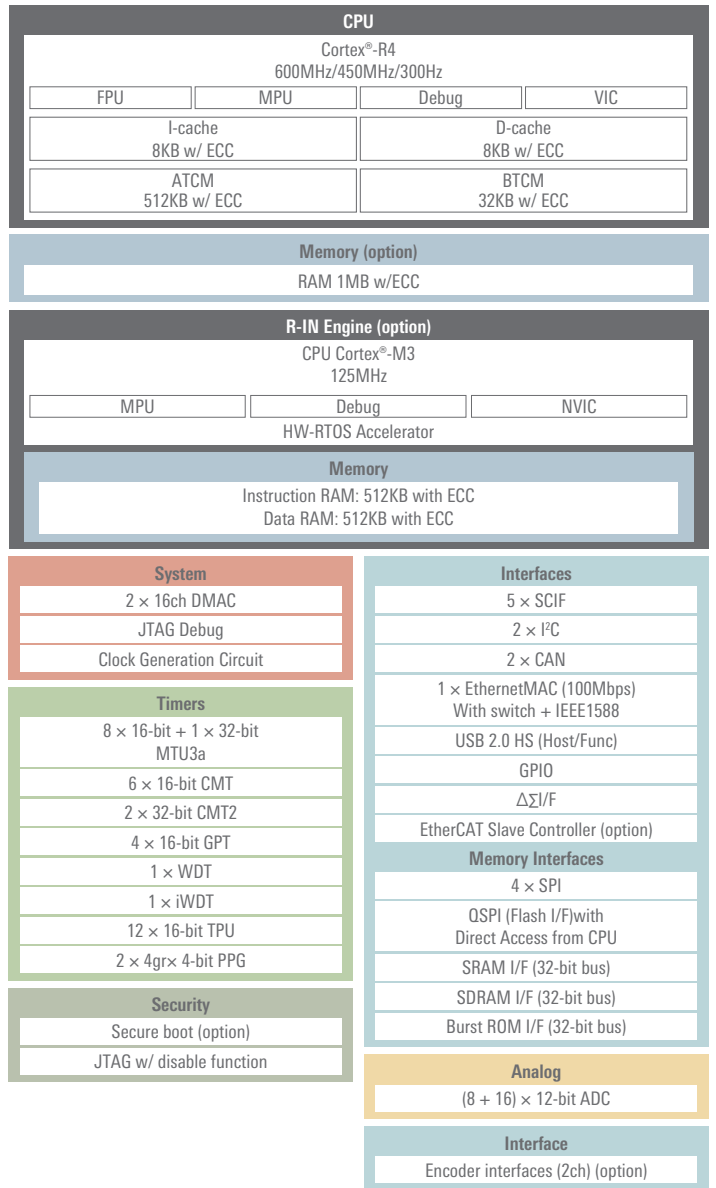 CPU
Cortex®-R4
600MHz/450MHz/300Hz
FPU
MPU
Debug
VIC
I-cache
8KB w/ ECC
D-cache
8KB w/ ECC
ATCM
512KB w/ ECC
BTCM
32KB w/ ECC
Memory (option)
RAM 1MB w/ECC
R-IN Engine (option)
CPU Cortex®-M3
125MHz
MPU
Debug
NVIC
HW-RTOS Accelerator
Memory
Instruction RAM: 512KB with ECC
Data RAM: 512KB with ECC
System
2 × 16ch DMAC
JTAG Debug
Clock Generation Circuit
Timers
8 × 16-bit + 1 × 32-bit
MTU3a
6 × 16-bit CMT
2 × 32-bit CMT2
4 × 16-bit GPT
1 × WDT
1 × iWDT
12 × 16-bit TPU
2 × 4gr× 4-bit PPG
Security
Secure boot (option)
JTAG w/ disable function
Interfaces
5 × SCIF
2 × I²C
2 × CAN
1 × EthernetMAC (100Mbps)
With switch + IEEE1588
USB 2.0 HS (Host/Func)
GPIO
∆∑I/F
EtherCAT Slave Controller (option)
Memory Interfaces
4 × SPI
QSPI (Flash I/F)with
Direct Access from CPU
SRAM I/F (32-bit bus)
SDRAM I/F (32-bit bus)
Burst ROM I/F (32-bit bus)
Analog
(8 + 16) × 12-bit ADC
Interface
Encoder interfaces (2ch) (option)